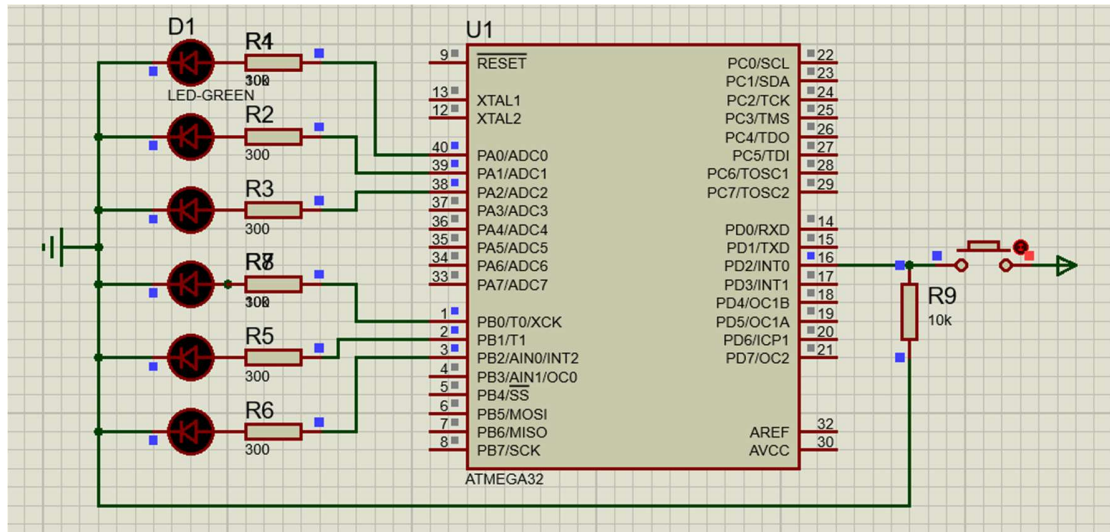 D1
R4
LED-GREEN
R2
300
R3
300
R5
300
R6
300
U1
9 RESET
13 XTAL1
12 XTAL2
40 PA0/ADC0
39 PA1/ADC1
38 PA2/ADC2
37 PA3/ADC3
36 PA4/ADC4
35 PA5/ADC5
34 PA6/ADC6
33 PA7/ADC7
1 PB0/T0/XCK
2 PB1/T1
3 PB2/AIN0/INT2
4 PB3/AIN1/OC0
5 PB4/SS
6 PB5/MOSI
7 PB6/MISO
8 PB7/SCK
PC0/SCL 22
PC1/SDA 23
PC2/TCK 24
PC3/TMS 25
PC4/TDO 26
PC5/TDI 27
PC6/TOSC1 28
PC7/TOSC2 29
PD0/RXD 14
PD1/TXD 15
PD2/INT0 16
PD3/INT1 17
PD4/OC1B 18
PD5/OC1A 19
PD6/ICP1 20
PD7/OC2 21
AREF 32
AVCC 30
ATMEGA32
R9
10k